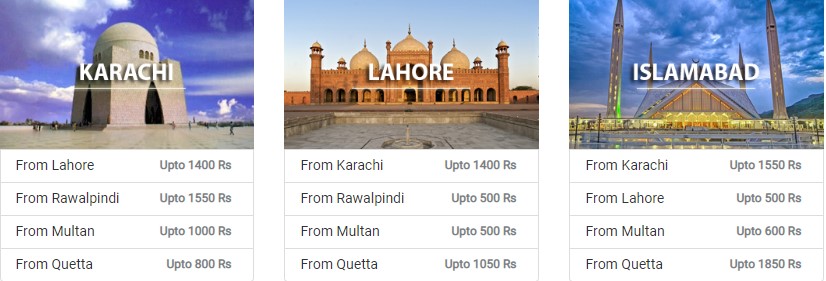 KARACHI
From Lahore Upto 1400 Rs
From Rawalpindi Upto 1550 Rs
From Multan Upto 1000 Rs
From Quetta Upto 800 Rs
LAHORE
From Karachi Upto 1400 Rs
From Rawalpindi Upto 500 Rs
From Multan Upto 500 Rs
From Quetta Upto 1050 Rs
ISLAMABAD
From Karachi Upto 1550 Rs
From Lahore Upto 500 Rs
From Multan Upto 600 Rs
From Quetta Upto 1850 Rs